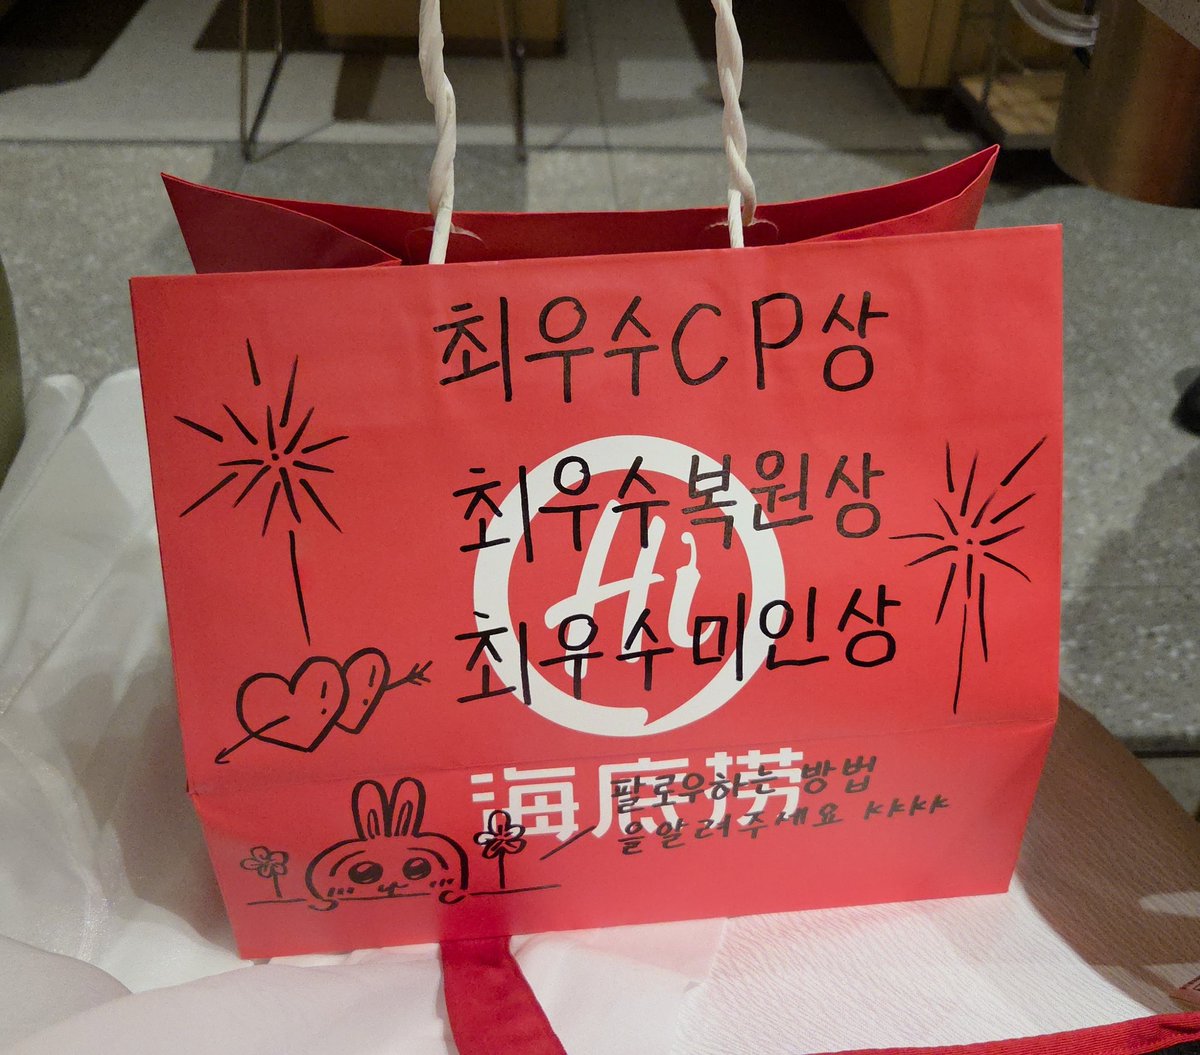 최우수CP상
최우수복원상
Hi
최우수미인상
海底捞
팔로우하는 방법
을알려주세요 ㅑㅑㅑㅑ